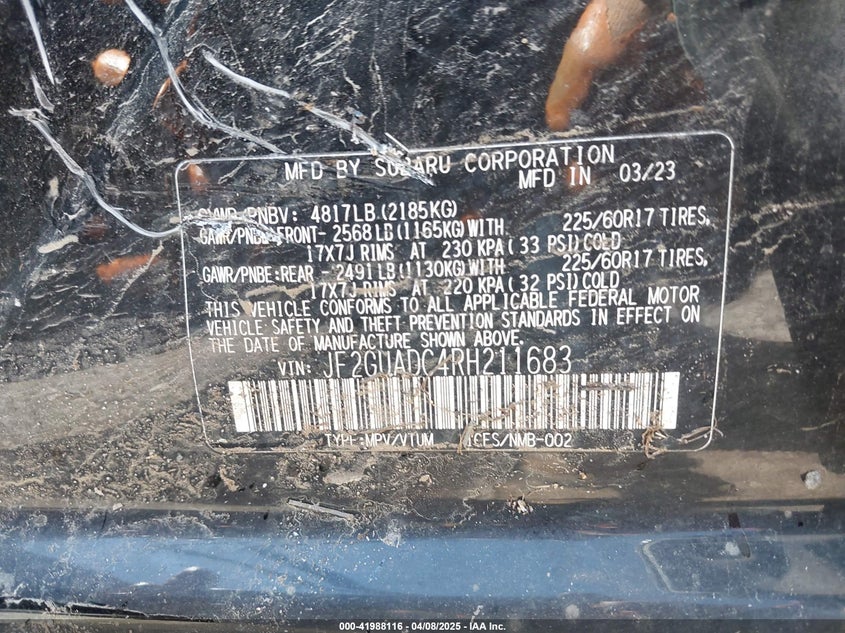 MFD BY SUBARU CORPORATION
MFD IN 03/23
GVWR/PNBV: 4817LB(2185KG)
GAWR/PNBE:FRONT- 2568LB(1165KG)WITH 225/60R17 TIRES,
17X7J RIMS AT 230 KPA( 33 PSI)COLD
GAWR/PNBE:REAR - 2491LB(1130KG)WITH 225/60R17 TIRES,
17X7J RIMS AT 220 KPA( 32 PSI)COLD
THIS VEHICLE CONFORMS TO ALL APPLICABLE FEDERAL MOTOR
VEHICLE SAFETY AND THEFT PREVENTION STANDARDS IN EFFECT ON
THE DATE OF MANUFACTURE SHOWN ABOVE.
VIN: JF2GUADC4RH211683
TYPE:MPV/VTUM ICES/NMB-002
000-41988116 - 04/08/2025 - IAA Inc.